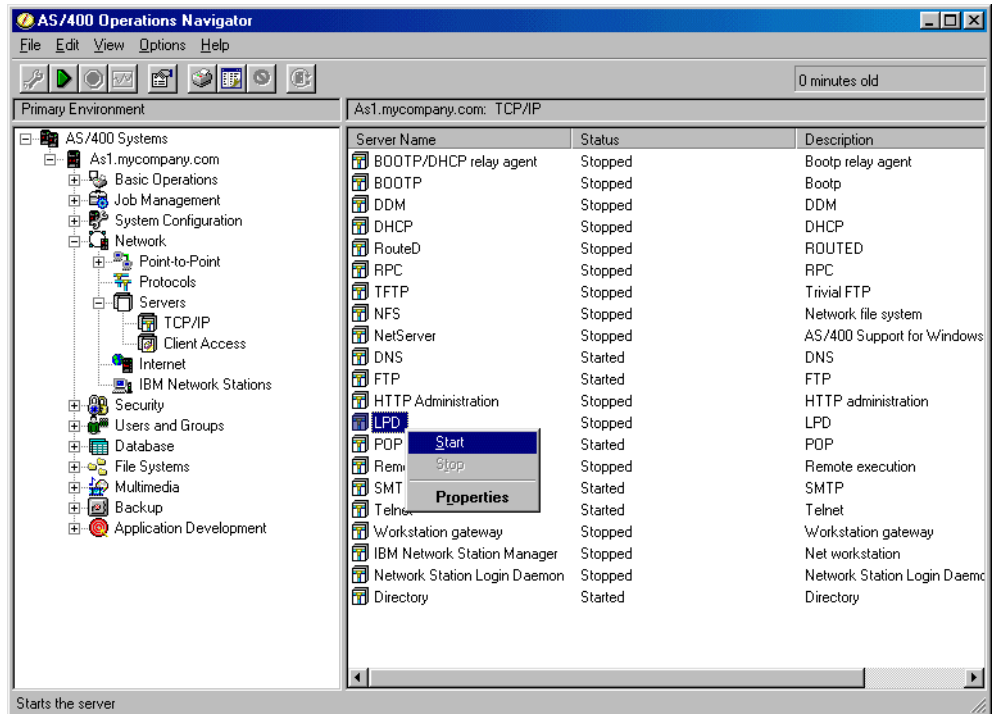 AS/400 Operations Navigator
File Edit View Options Help
0 minutes old
Primary Environment
As1.mycompany.com: TCP/IP
AS/400 Systems
As1.mycompany.com
Basic Operations
Job Management
System Configuration
Network
Point-to-Point
Protocols
Servers
TCP/IP
Client Access
Internet
IBM Network Stations
Security
Users and Groups
Database
File Systems
Multimedia
Backup
Application Development
Server Name Status Description
BOOTP/DHCP relay agent Stopped Bootp relay agent
BOOTP Stopped Bootp
DDM Stopped DDM
DHCP Stopped DHCP
RouteD Stopped ROUTED
RPC Stopped RPC
TFTP Stopped Trivial FTP
NFS Stopped Network file system
NetServer Stopped AS/400 Support for Windows
DNS Started DNS
FTP Started FTP
HTTP Administration Stopped HTTP administration
LPD Stopped LPD
POP Started POP
Rem Stopped Remote execution
SMT Started SMTP
Telne Started Telnet
Workstation gateway Stopped Workstation gateway
IBM Network Station Manager Stopped Net workstation
Network Station Login Daemon Stopped Network Station Login Daemo
Directory Started Directory
Start
Stop
Properties
Starts the server